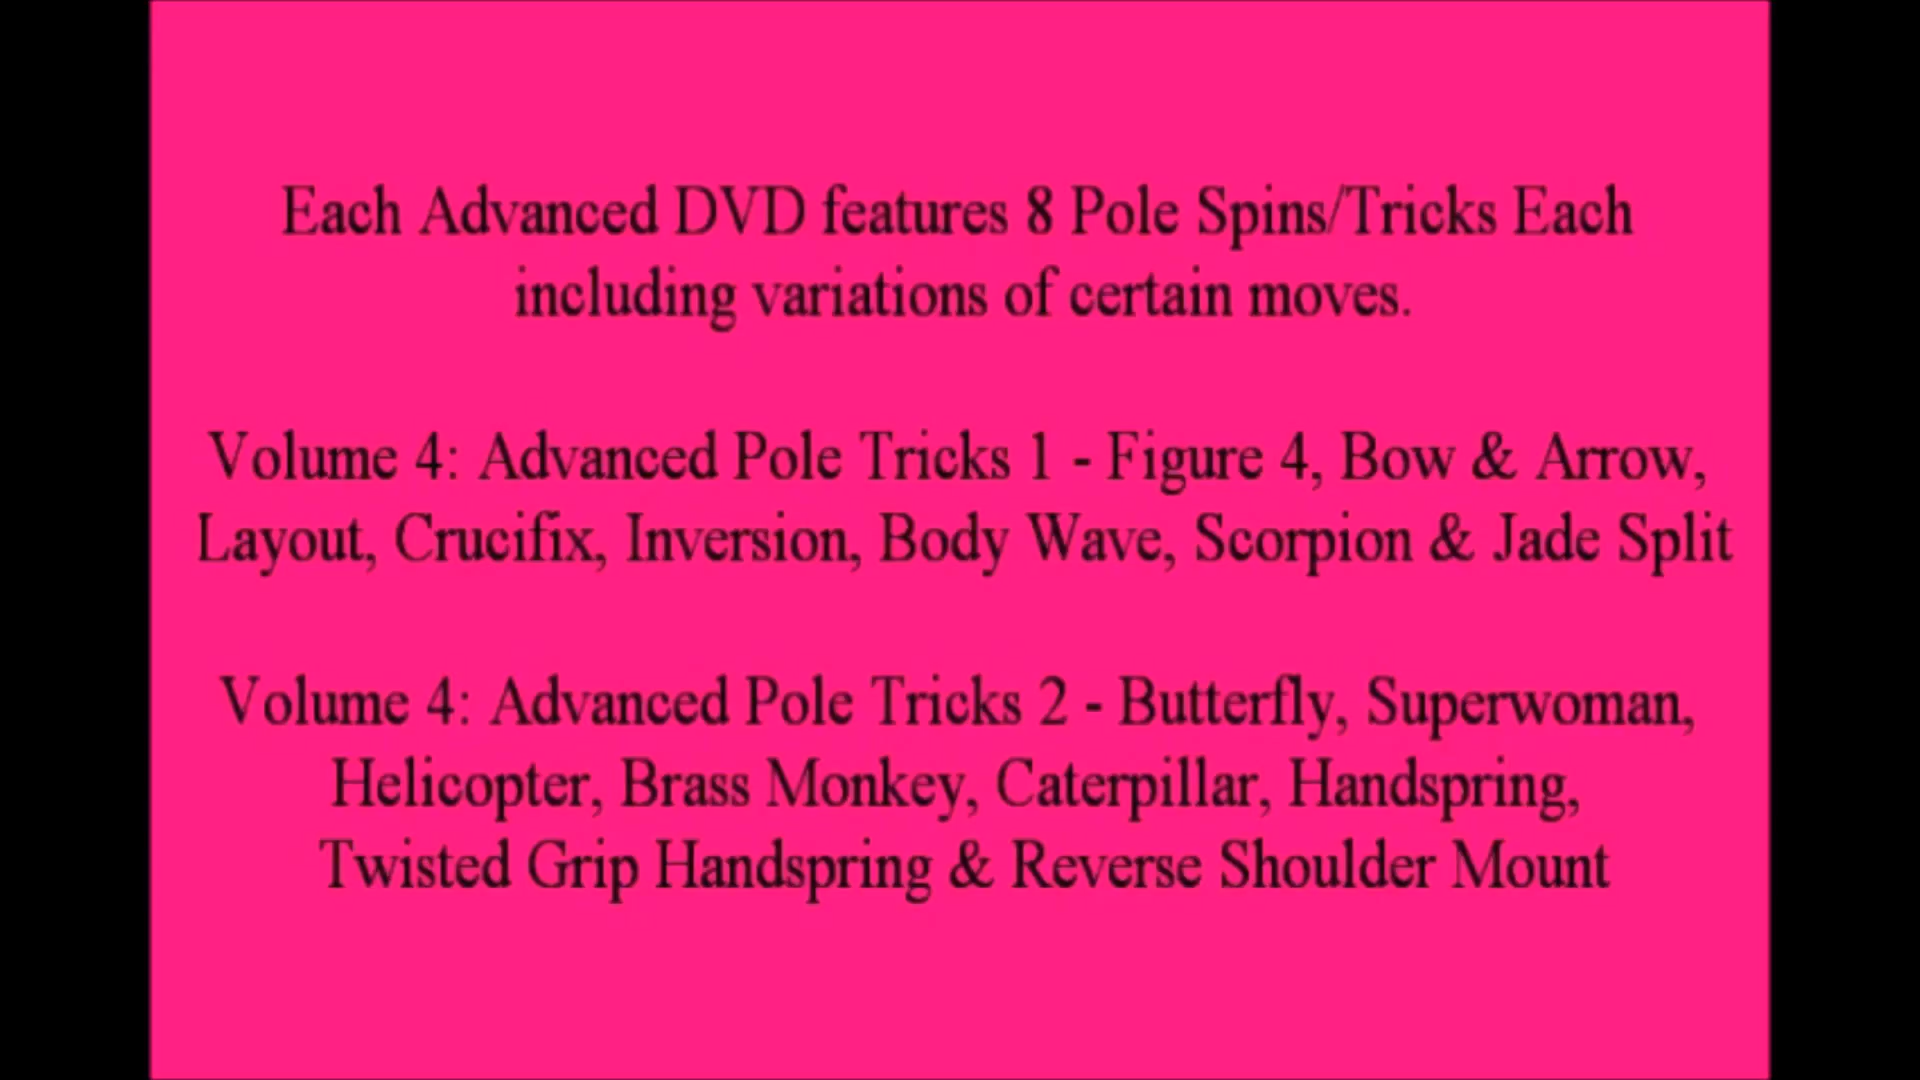 Each Advanced DVD features 8 Pole Spins/Tricks Each
including variations of certain moves.
Volume 4: Advanced Pole Tricks 1 - Figure 4, Bow & Arrow,
Layout, Crucifix, Inversion, Body Wave, Scorpion & Jade Split
Volume 4: Advanced Pole Tricks 2 - Butterfly, Superwoman,
Helicopter, Brass Monkey, Caterpillar, Handspring,
Twisted Grip Handspring & Reverse Shoulder Mount